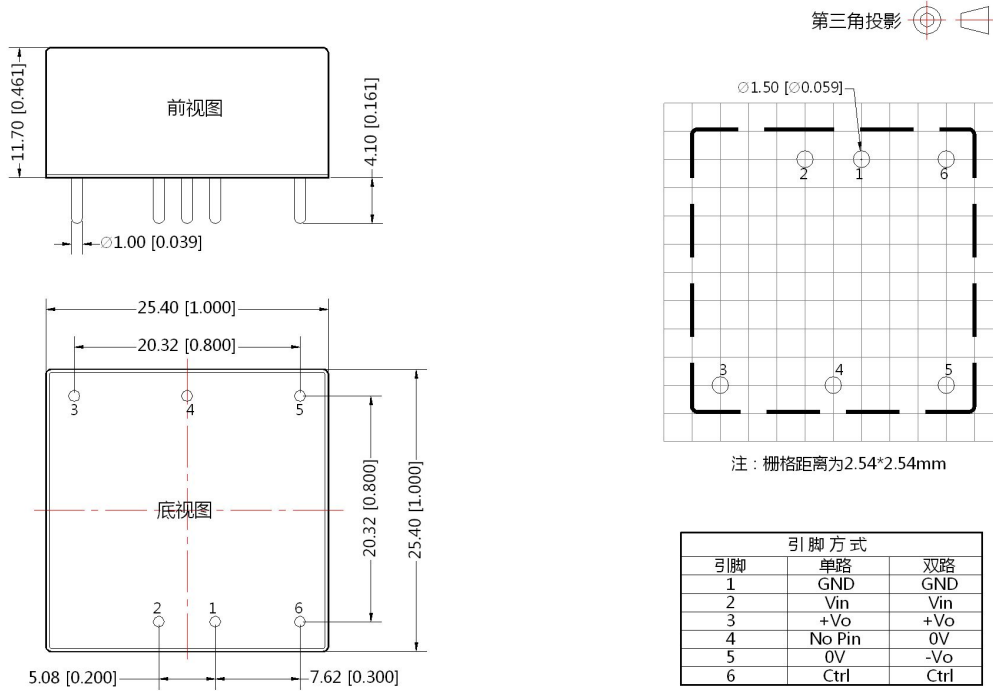 第三角投影
11.70 [0.461]
前视图
4.10 [0.161]
∅1.00 [0.039]
∅1.50 [∅0.059]
2 1 6
3 4 5
注：栅格距离为2.54*2.54mm
25.40 [1.000]
20.32 [0.800]
3 4 5
底视图
20.32 [0.800]
25.40 [1.000]
2 1 6
5.08 [0.200]
7.62 [0.300]
引脚方式
引脚 单路 双路
1 GND GND
2 Vin Vin
3 +Vo +Vo
4 No Pin 0V
5 0V -Vo
6 Ctrl Ctrl